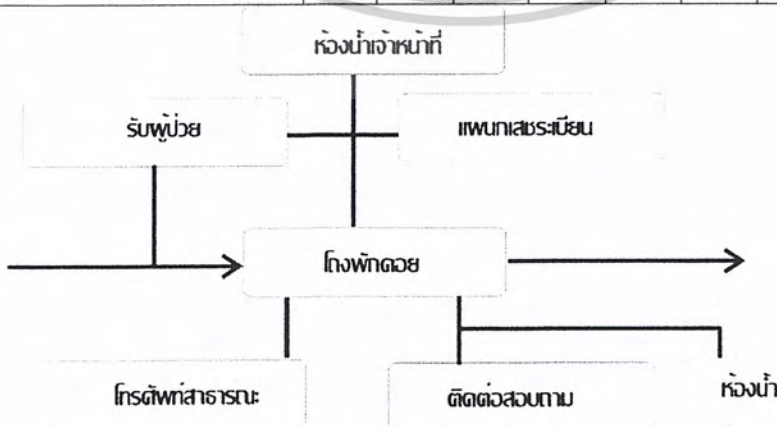 ห้องน้ำเจ้าหน้าที่
รับผู้ป่วย
แผนกเสชระเบียน
โถงพักคอย
โทรศัพท์สาธารณะ
ติดต่อสอบถาม
ห้องน้ำ